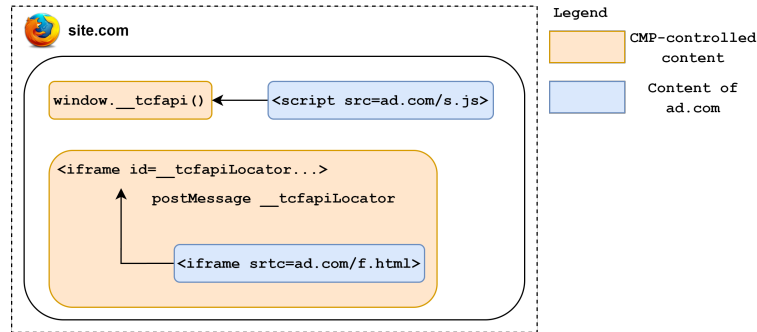 site.com
window.__tcfapi()
<script src=ad.com/s.js>
<iframe id=__tcfapiLocator...>
postMessage __tcfapiLocator
<iframe srtc=ad.com/f.html>
Legend
CMP-controlled
content
Content of
ad.com